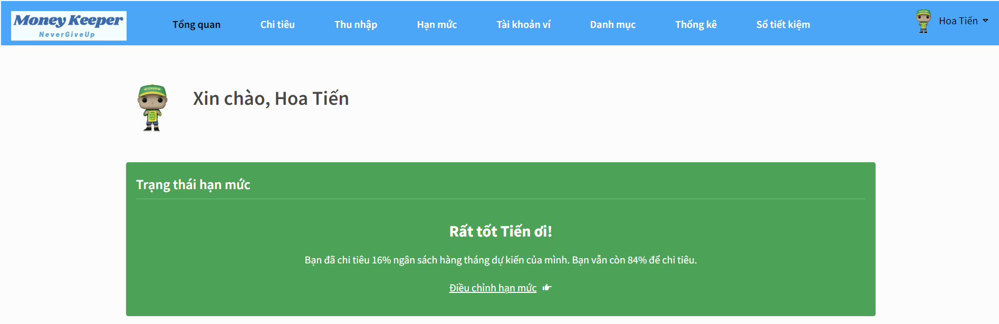 Money Keeper
NeverGiveUp
Tổng quan
Chi tiêu
Thu nhập
Hạn mức
Tài khoản ví
Danh mục
Thống kê
Sổ tiết kiệm
Hoa Tiến
Xin chào, Hoa Tiến
Trạng thái hạn mức
Rất tốt Tiến ơi!
Bạn đã chi tiêu 16% ngân sách hàng tháng dự kiến của mình. Bạn vẫn còn 84% để chi tiêu.
Điều chỉnh hạn mức